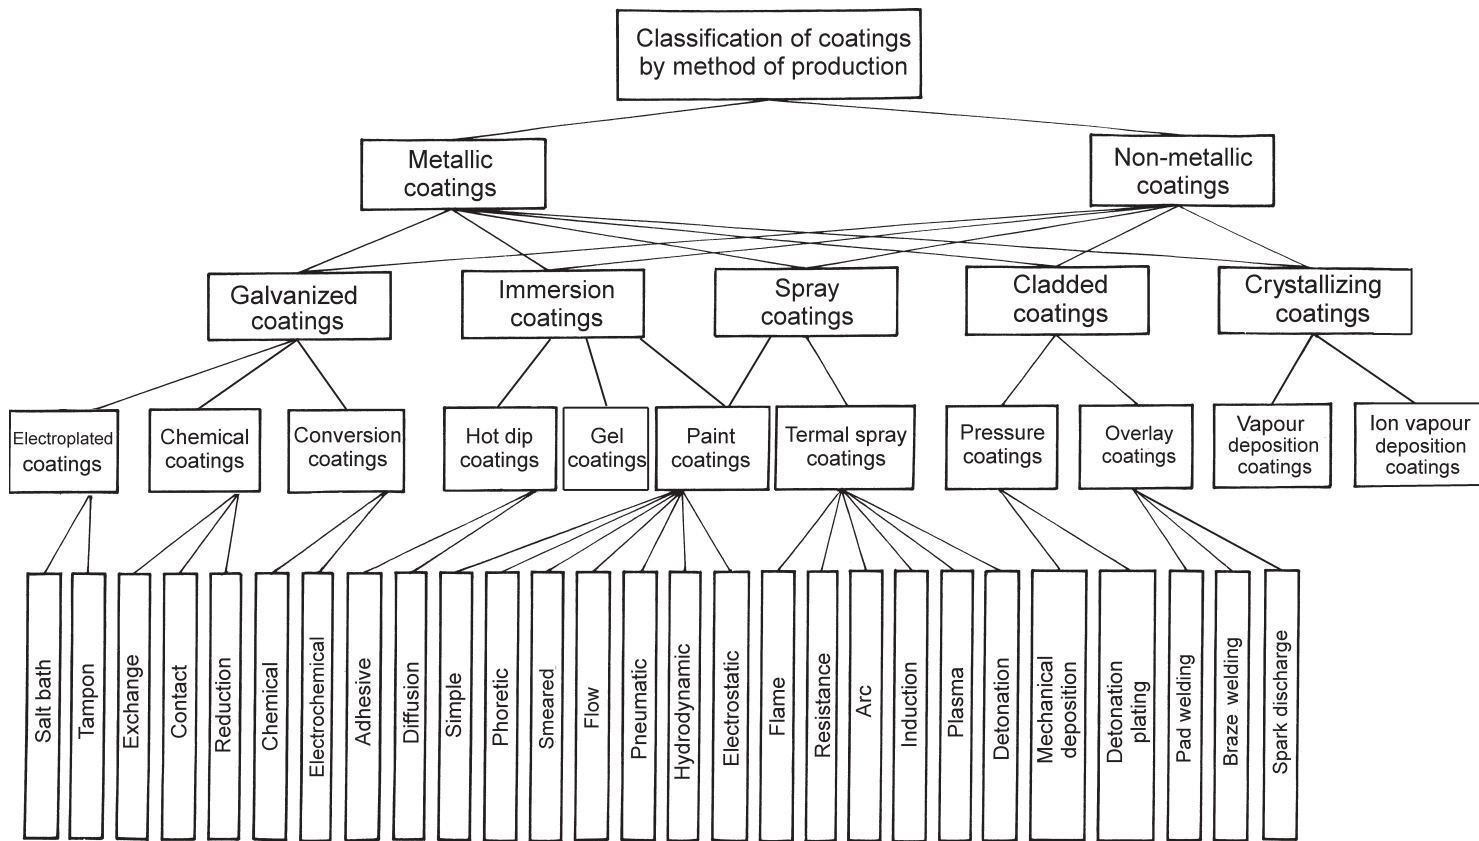 Classification of coatings
by method of production
Metallic
coatings
Non-metallic
coatings
Galvanized
coatings
Immersion
coatings
Spray
coatings
Cladded
coatings
Crystallizing
coatings
Electroplated
coatings
Chemical
coatings
Conversion
coatings
Hot dip
coatings
Gel
coatings
Paint
coatings
Termal spray
coatings
Pressure
coatings
Overlay
coatings
Vapour
deposition
coatings
Ion vapour
deposition
coatings
Salt bath
Tampon
Exchange
Contact
Reduction
Chemical
Electrochemical
Adhesive
Diffusion
Simple
Phoretic
Smeared
Flow
Pneumatic
Hydrodynamic
Electrostatic
Flame
Resistance
Arc
Induction
Plasma
Detonation
Mechanical
deposition
Detonation
plating
Pad welding
Braze welding
Spark discharge